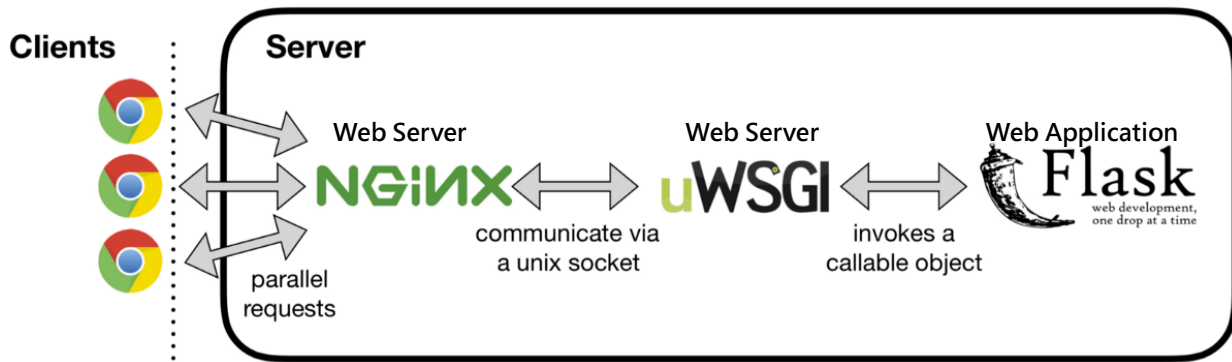 Clients
Server
Web Server
Web Server
Web Application
NGiNX
uWSGI
Flask
web development,
one drop at a time
communicate via
a unix socket
invokes a
callable object
parallel
requests